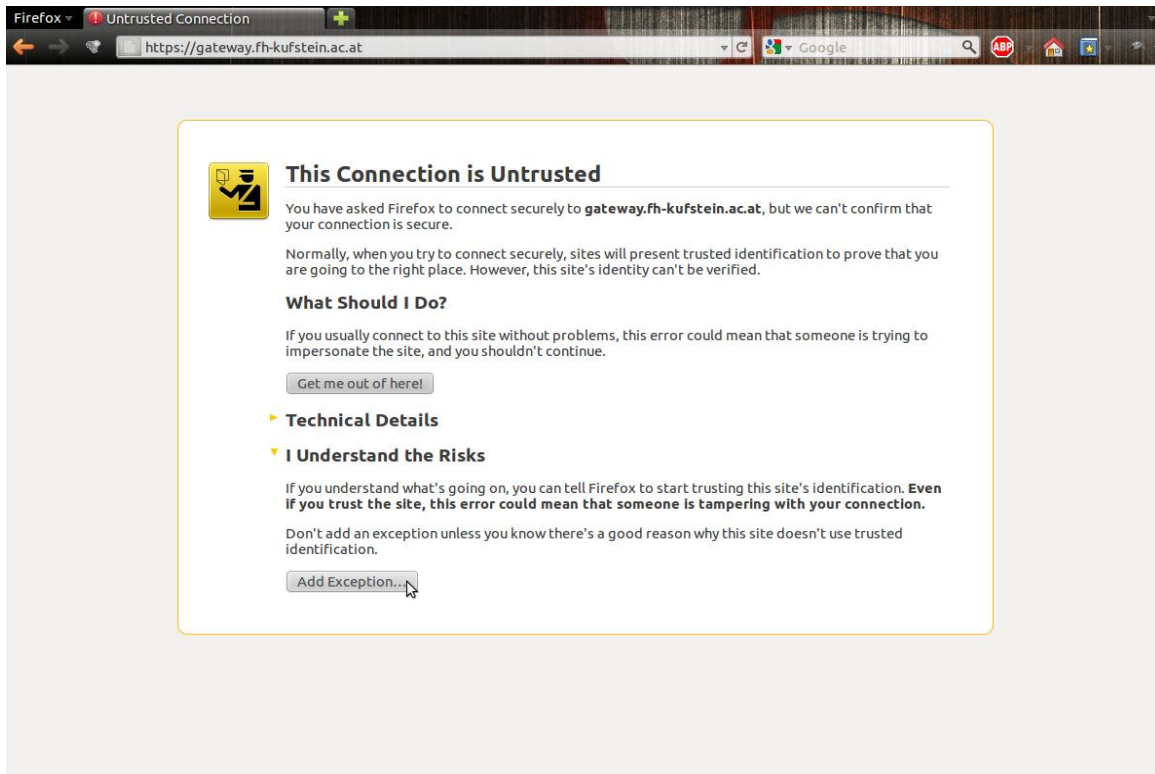 Firefox
Untrusted Connection
https://gateway.fh-kufstein.ac.at
Google
ABP
This Connection is Untrusted
You have asked Firefox to connect securely to gateway.fh-kufstein.ac.at, but we can't confirm that
your connection is secure.
Normally, when you try to connect securely, sites will present trusted identification to prove that you
are going to the right place. However, this site's identity can't be verified.
What Should I Do?
If you usually connect to this site without problems, this error could mean that someone is trying to
impersonate the site, and you shouldn't continue.
Get me out of here!
Technical Details
I Understand the Risks
If you understand what's going on, you can tell Firefox to start trusting this site's identification. Even
if you trust the site, this error could mean that someone is tampering with your connection.
Don't add an exception unless you know there's a good reason why this site doesn't use trusted
identification.
Add Exception...